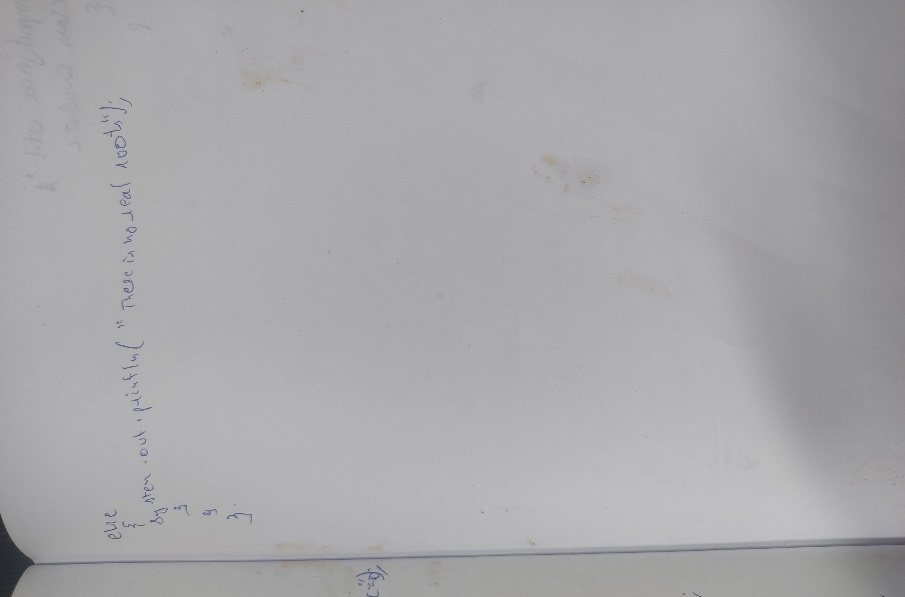 else
{
System.out.println("There is no real roots");
}
}
}